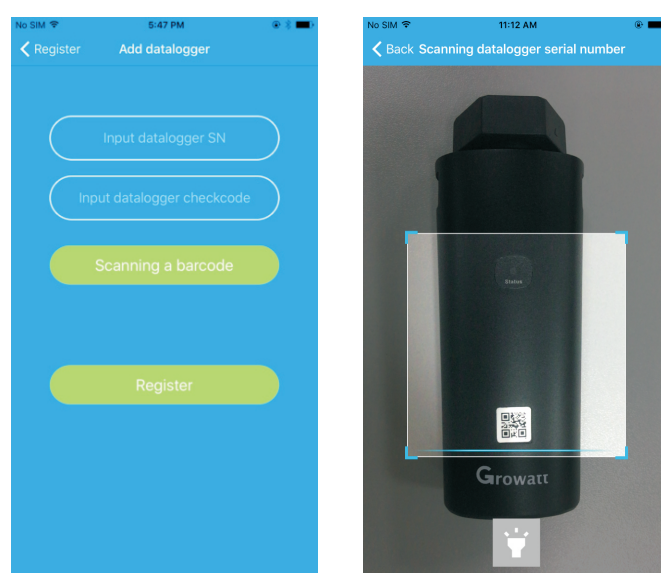 No SIM 5:47 PM
Register Add datalogger
Input datalogger SN
Input datalogger checkcode
Scanning a barcode
Register
No SIM 11:12 AM
Back Scanning datalogger serial number
Status
Growatt